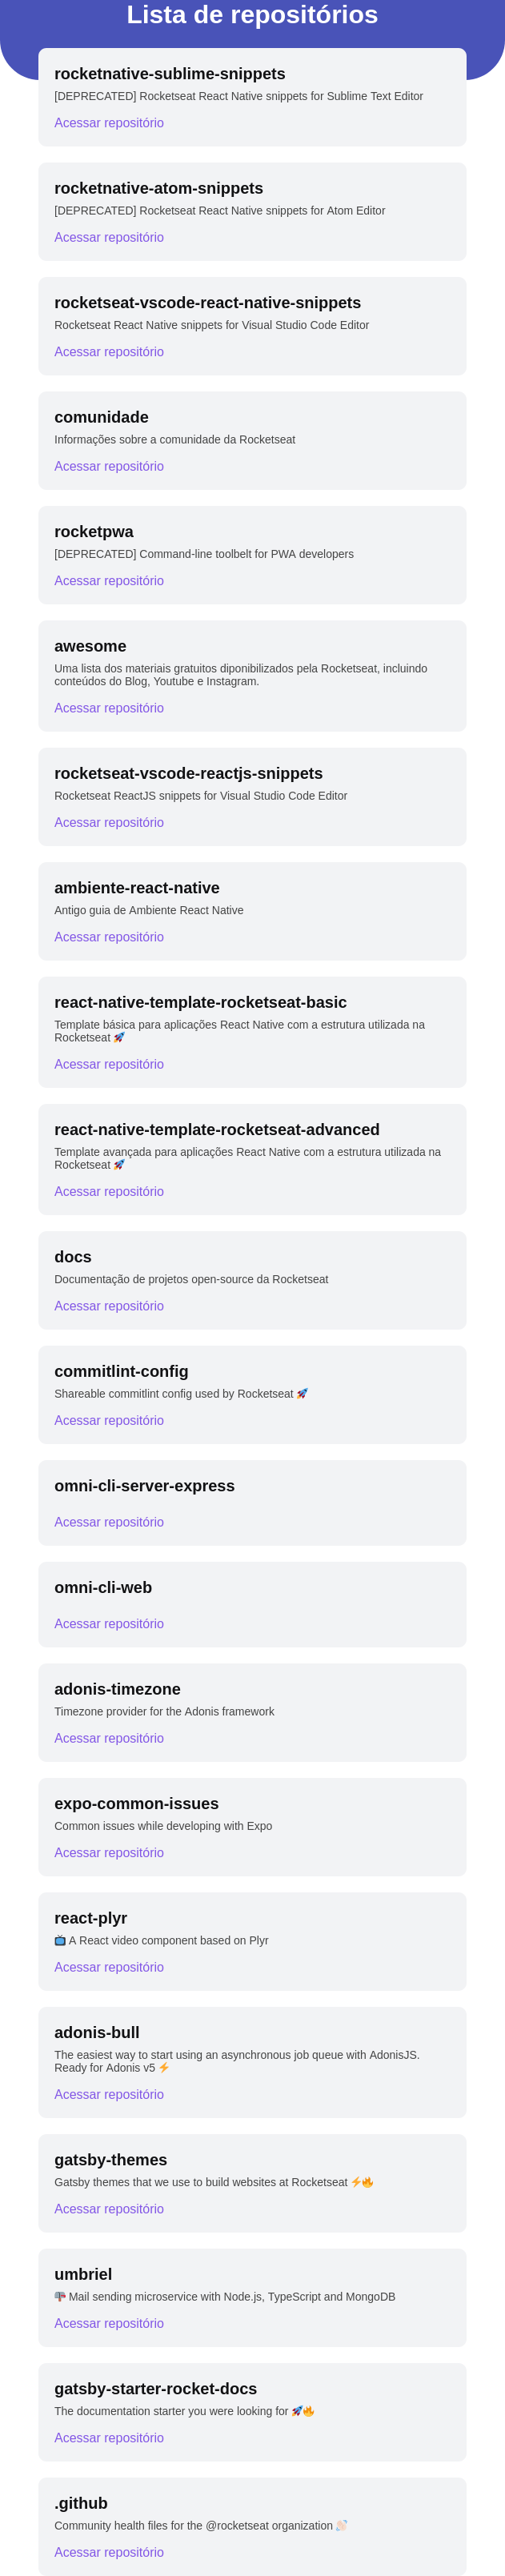 Lista de repositórios
rocketnative-sublime-snippets
[DEPRECATED] Rocketseat React Native snippets for Sublime Text Editor
Acessar repositório
rocketnative-atom-snippets
[DEPRECATED] Rocketseat React Native snippets for Atom Editor
Acessar repositório
rocketseat-vscode-react-native-snippets
Rocketseat React Native snippets for Visual Studio Code Editor
Acessar repositório
comunidade
Informações sobre a comunidade da Rocketseat
Acessar repositório
rocketpwa
[DEPRECATED] Command-line toolbelt for PWA developers
Acessar repositório
awesome
Uma lista dos materiais gratuitos diponibilizados pela Rocketseat, incluindo
conteúdos do Blog, Youtube e Instagram.
Acessar repositório
rocketseat-vscode-reactjs-snippets
Rocketseat ReactJS snippets for Visual Studio Code Editor
Acessar repositório
ambiente-react-native
Antigo guia de Ambiente React Native
Acessar repositório
react-native-template-rocketseat-basic
Template básica para aplicações React Native com a estrutura utilizada na
Rocketseat 🚀
Acessar repositório
react-native-template-rocketseat-advanced
Template avançada para aplicações React Native com a estrutura utilizada na
Rocketseat 🚀
Acessar repositório
docs
Documentação de projetos open-source da Rocketseat
Acessar repositório
commitlint-config
Shareable commitlint config used by Rocketseat 🚀
Acessar repositório
omni-cli-server-express
Acessar repositório
omni-cli-web
Acessar repositório
adonis-timezone
Timezone provider for the Adonis framework
Acessar repositório
expo-common-issues
Common issues while developing with Expo
Acessar repositório
react-plyr
📺 A React video component based on Plyr
Acessar repositório
adonis-bull
The easiest way to start using an asynchronous job queue with AdonisJS.
Ready for Adonis v5 ⚡
Acessar repositório
gatsby-themes
Gatsby themes that we use to build websites at Rocketseat ⚡🔥
Acessar repositório
umbriel
📬 Mail sending microservice with Node.js, TypeScript and MongoDB
Acessar repositório
gatsby-starter-rocket-docs
The documentation starter you were looking for 🚀🔥
Acessar repositório
.github
Community health files for the @rocketseat organization 👋🏻
Acessar repositório